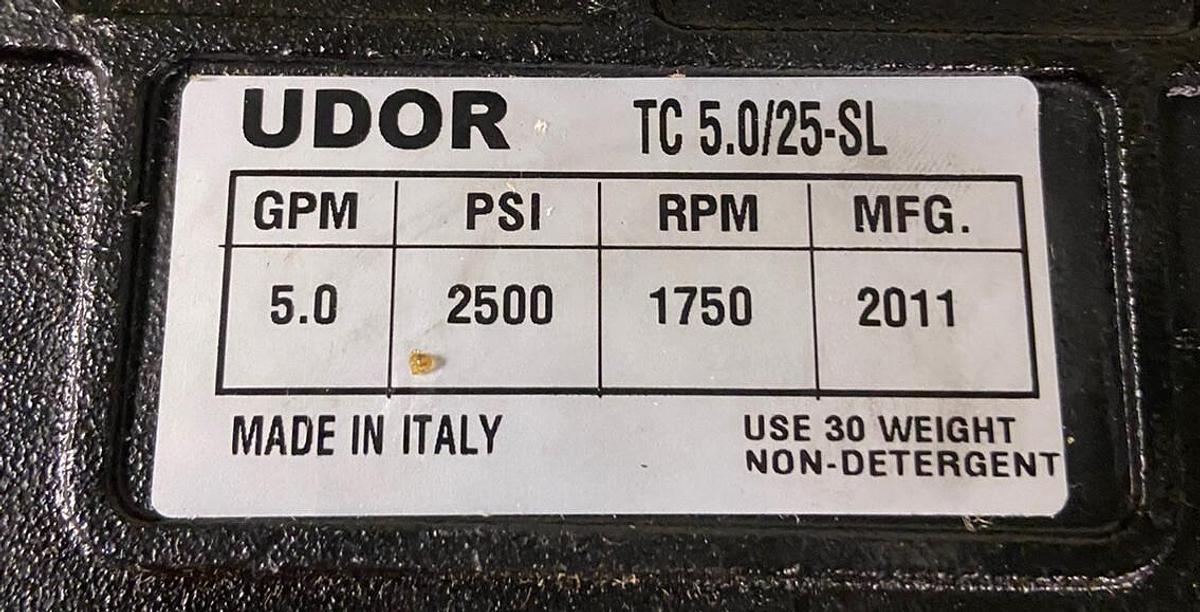 UDOR TC 5.0/25-SL
GPM PSI RPM MFG.
5.0 2500 1750 2011
MADE IN ITALY USE 30 WEIGHT
NON-DETERGENT